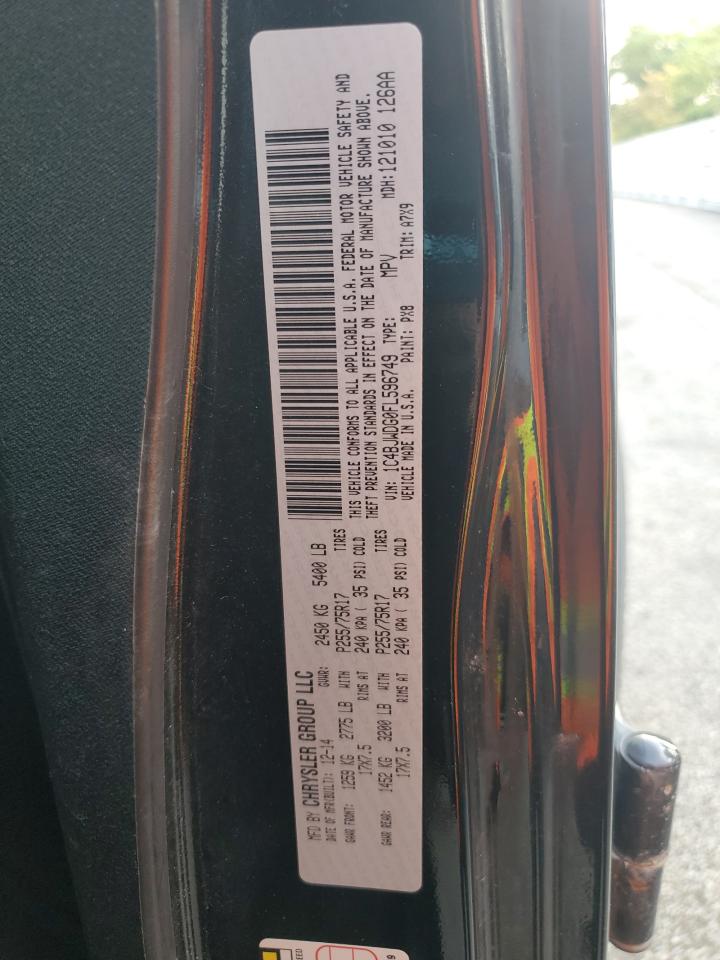 MFD BY CHRYSLER GROUP LLC
DATE OF MFR(BUILT): 12-14 GVWR: 2450 KG 5400 LB
GAWR FRONT: 1259 KG 2775 LB WITH P255/75R17 TIRES
17X7.5 RIMS AT 240 KPA ( 35 PSI) COLD
GAWR REAR: 1452 KG 3200 LB WITH P255/75R17 TIRES
17X7.5 RIMS AT 240 KPA ( 35 PSI) COLD
THIS VEHICLE CONFORMS TO ALL APPLICABLE U.S.A. FEDERAL MOTOR VEHICLE SAFETY AND
THEFT PREVENTION STANDARDS IN EFFECT ON THE DATE OF MANUFACTURE SHOWN ABOVE.
VIN: 1C4BJWDG0FL596749 TYPE: MPV MDH:121010 126AA
VEHICLE MADE IN U.S.A. PAINT: PX8 TRIM: A7X9